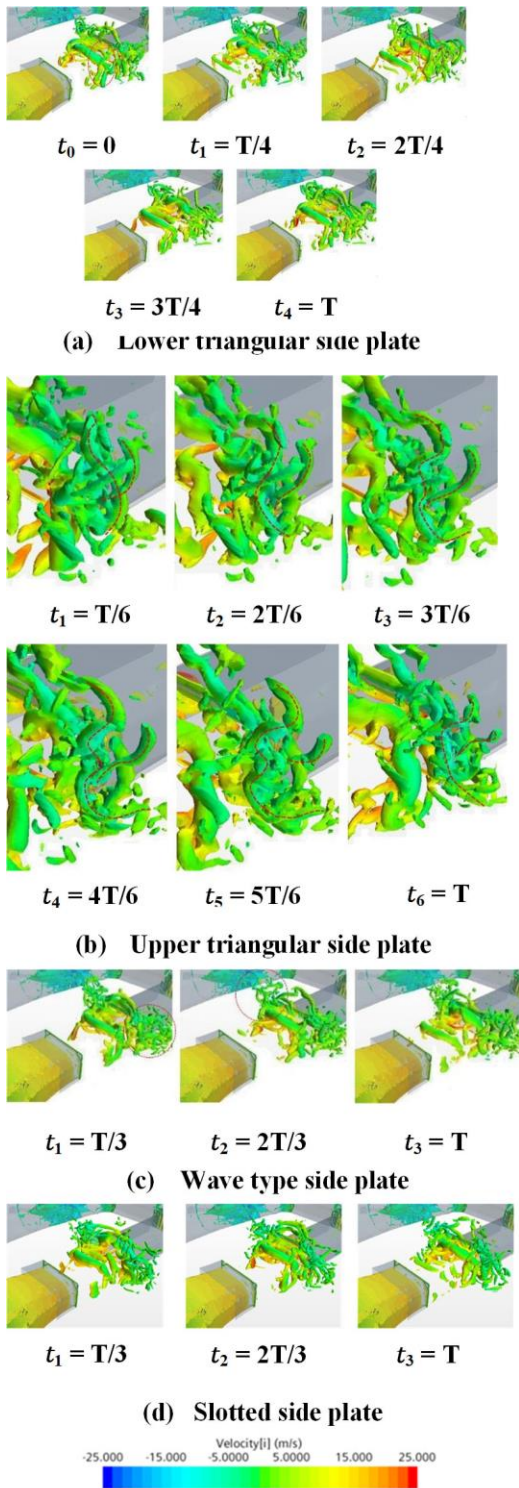 t₀ = 0 t₁ = T/4 t₂ = 2T/4
t₃ = 3T/4 t₄ = T
(a) Lower triangular side plate
t₁ = T/6 t₂ = 2T/6 t₃ = 3T/6
t₄ = 4T/6 t₅ = 5T/6 t₆ = T
(b) Upper triangular side plate
t₁ = T/3 t₂ = 2T/3 t₃ = T
(c) Wave type side plate
t₁ = T/3 t₂ = 2T/3 t₃ = T
(d) Slotted side plate
Velocity[i] (m/s)
-25.000 -15.000 -5.0000 5.0000 15.000 25.000